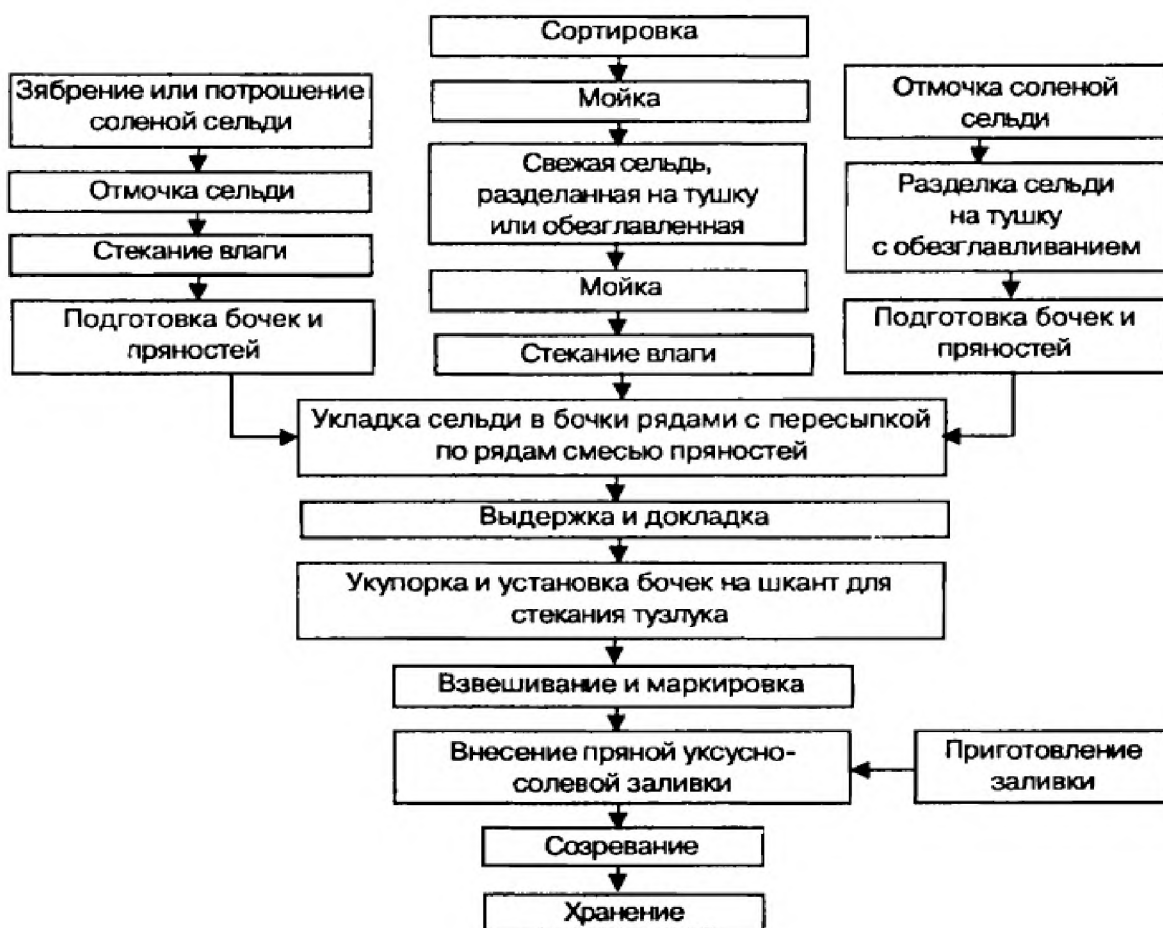 Сортировка
Зябрение или потрошение
соленой сельди
Отмочка сельди
Стекание влаги
Подготовка бочек и
пряностей
Мойка
Свежая сельдь,
разделанная на тушку
или обезглавленная
Мойка
Стекание влаги
Отмочка соленой
сельди
Разделка сельди
на тушку
с обезглавливанием
Подготовка бочек и
пряностей
Укладка сельди в бочки рядами с пересыпкой
по рядам смесью пряностей
Выдержка и докладка
Укупорка и установка бочек на шкант для
стекания тузлука
Взвешивание и маркировка
Внесение пряной уксусно-
солевой заливки
Приготовление
заливки
Созревание
Хранение